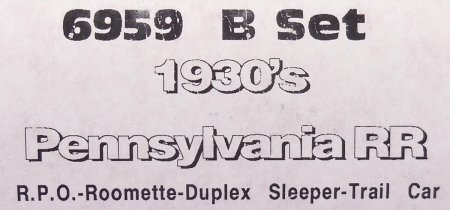 6959 B Set
1930's
Pennsylvania RR
R.P.O.-Roomette-Duplex Sleeper-Trail Car